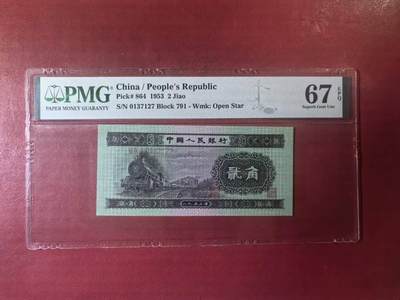 PMG
PAPER MONEY GUARANTY
China / People's Republic
Pick# 864 1953 2 Jiao
S/N 0137127 Block 791 - Wmk: Open Star
67 EPQ
Superb Gem Unc
中國人民銀行
貳角